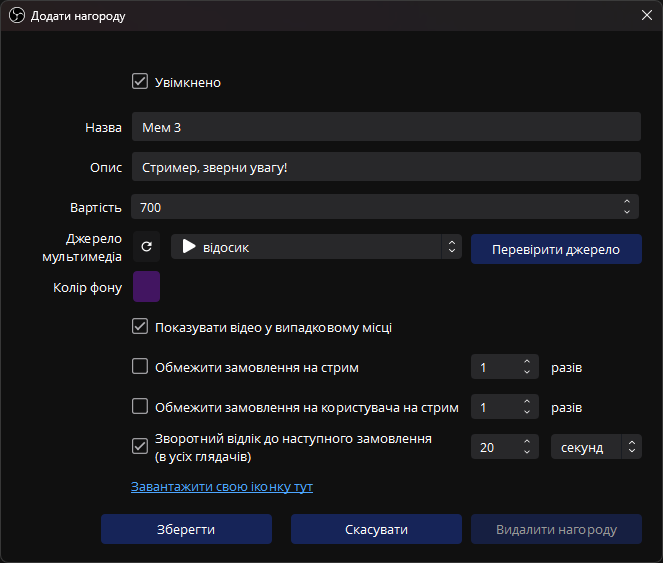 Додати нагороду
Увімкнено
Назва Мем 3
Опис Стример, зверни увагу!
Вартість 700
Джерело
мультимедіа відосик Перевірити джерело
Колір фону
Показувати відео у випадковому місці
Обмежити замовлення на стрим 1 разів
Обмежити замовлення на користувача на стрим 1 разів
Зворотний відлік до наступного замовлення
(в усіх глядачів) 20 секунд
Завантажити свою іконку тут
Зберегти Скасувати Видалити нагороду